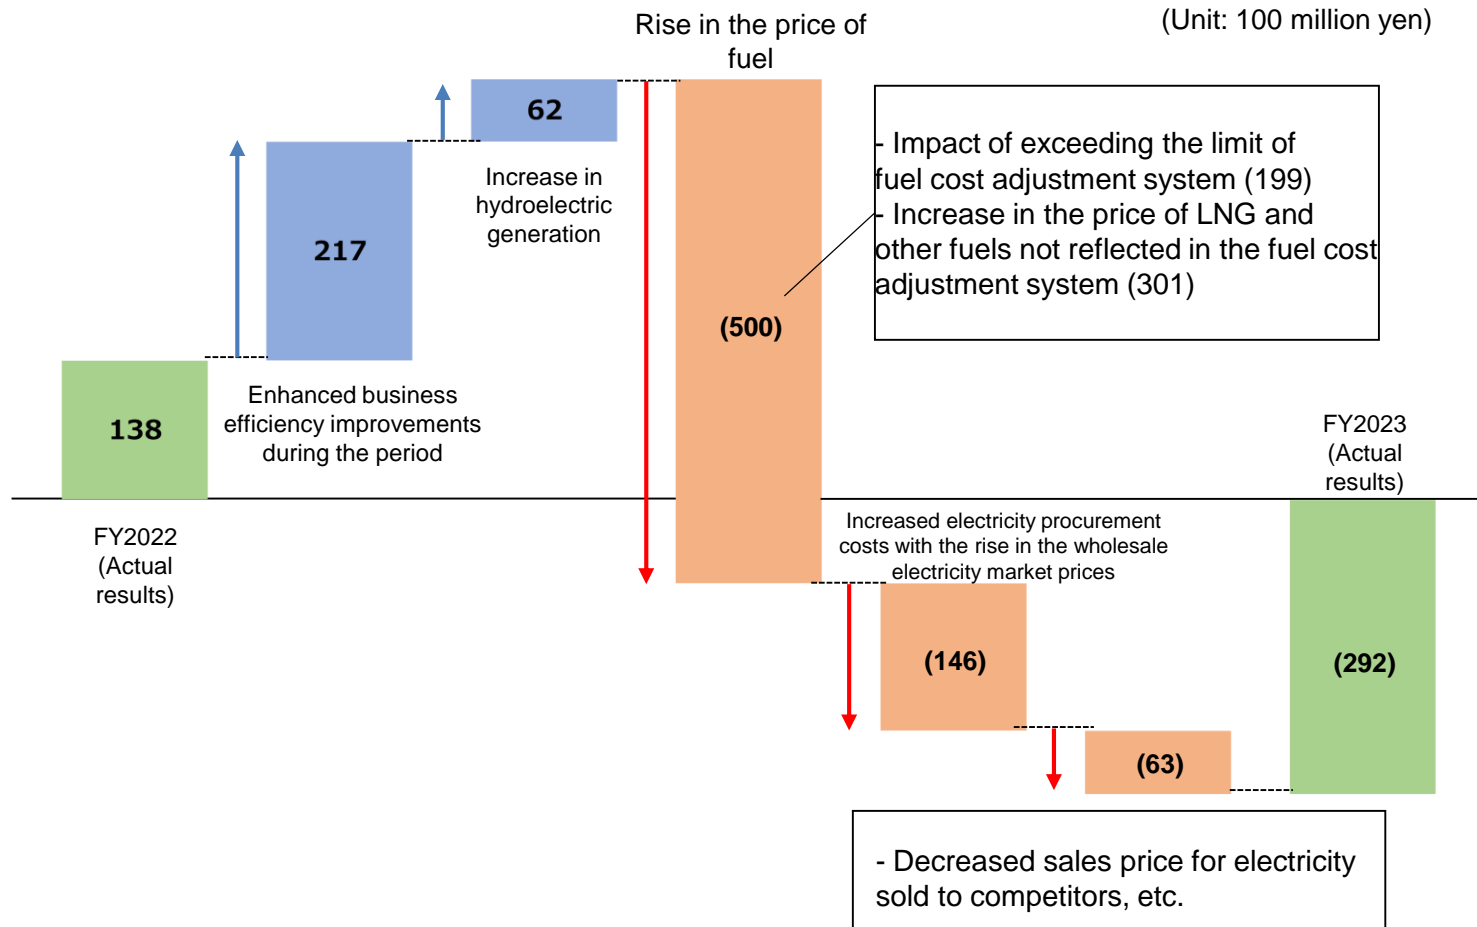 (Unit: 100 million yen)
Rise in the price of
fuel
62
- Impact of exceeding the limit of
fuel cost adjustment system (199)
- Increase in the price of LNG and
other fuels not reflected in the fuel cost
adjustment system (301)
Increase in
hydroelectric
generation
217
(500)
Enhanced business
efficiency improvements
during the period
138
FY2022
(Actual
results)
FY2023
(Actual
results)
Increased electricity procurement
costs with the rise in the wholesale
electricity market prices
(146)
(292)
(63)
- Decreased sales price for electricity
sold to competitors, etc.